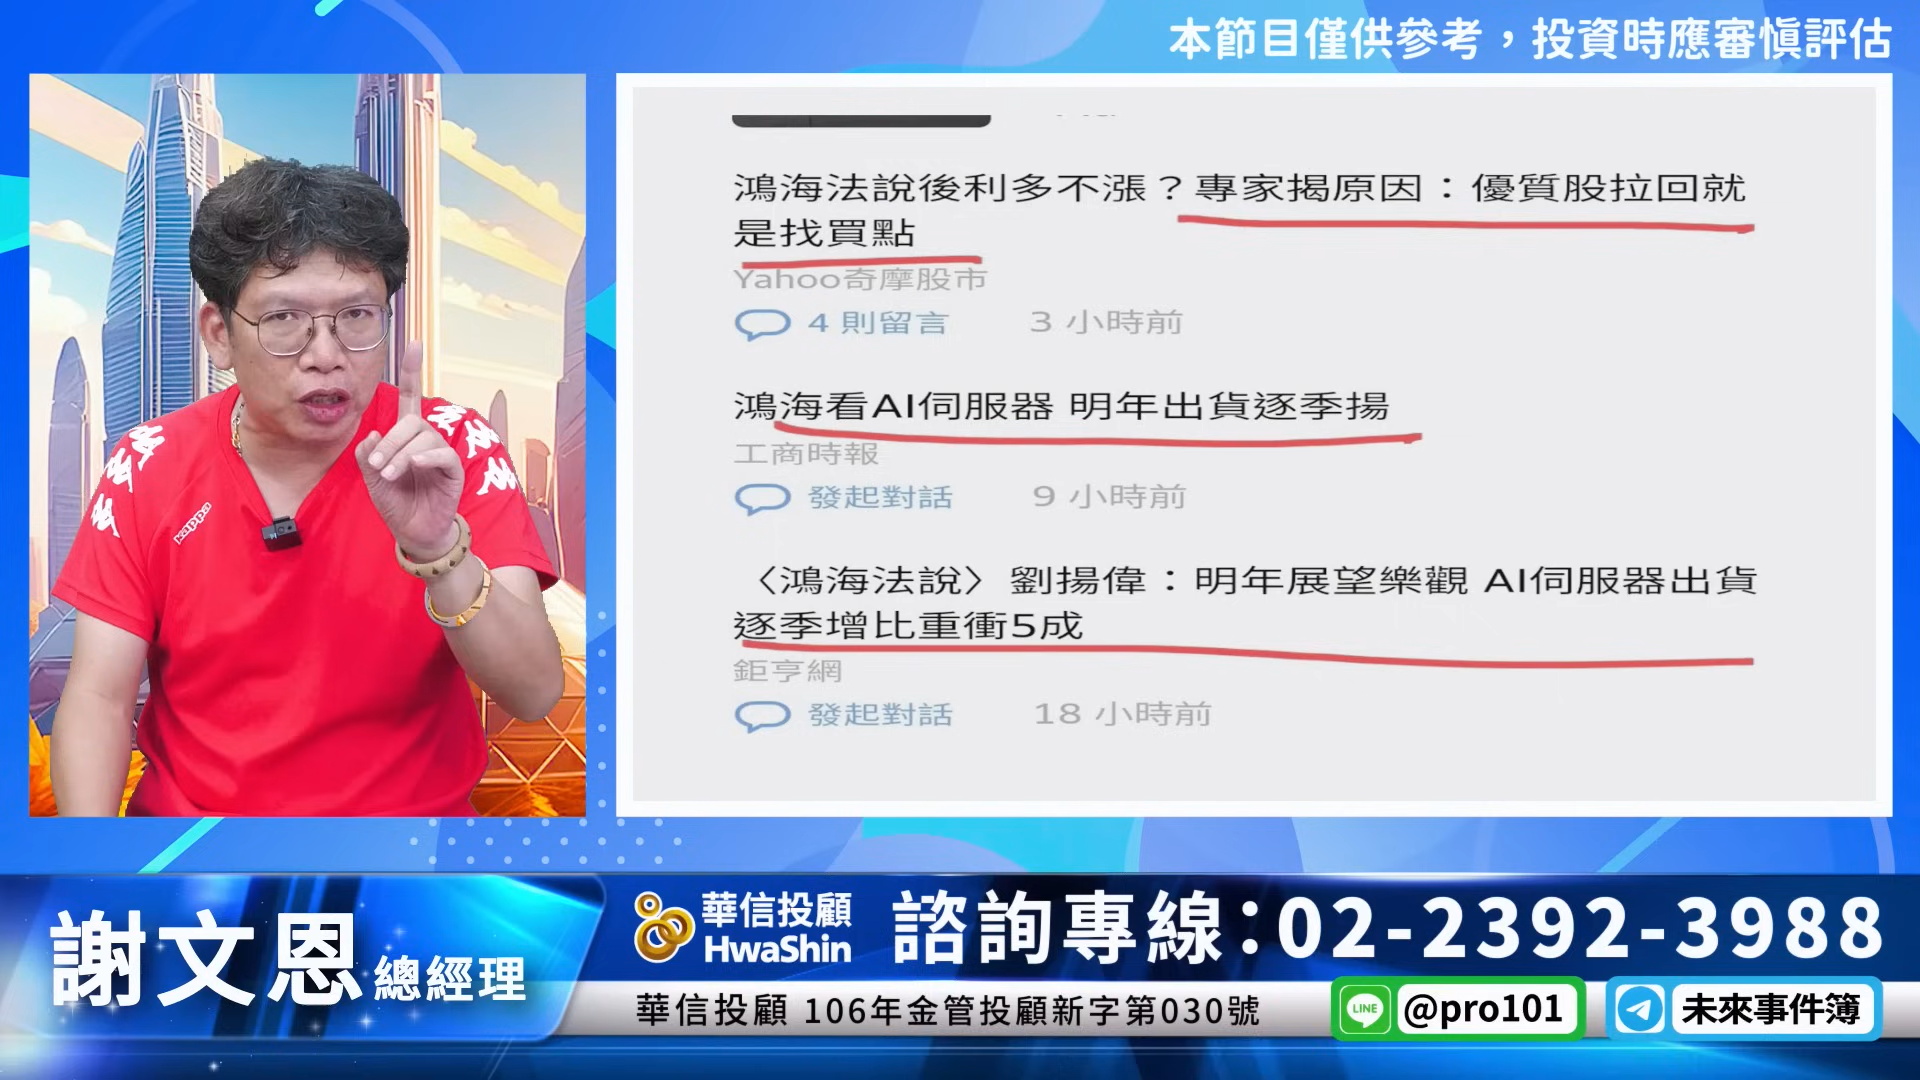 本節目僅供參考，投資時應審慎評估
鴻海法說後利多不漲？專家揭原因：優質股拉回就
是找買點
Yahoo奇摩股市
4 則留言 3 小時前
鴻海看AI伺服器 明年出貨逐季揚
工商時報
發起對話 9 小時前
〈鴻海法說〉劉揚偉：明年展望樂觀 AI伺服器出貨
逐季增比重衝5成
鉅亨網
發起對話 18 小時前
Kappa
謝文恩 總經理
華信投顧
HwaShin
諮詢專線：02-2392-3988
華信投顧 106年金管投顧新字第030號
LINE
@pro101
未來事件簿